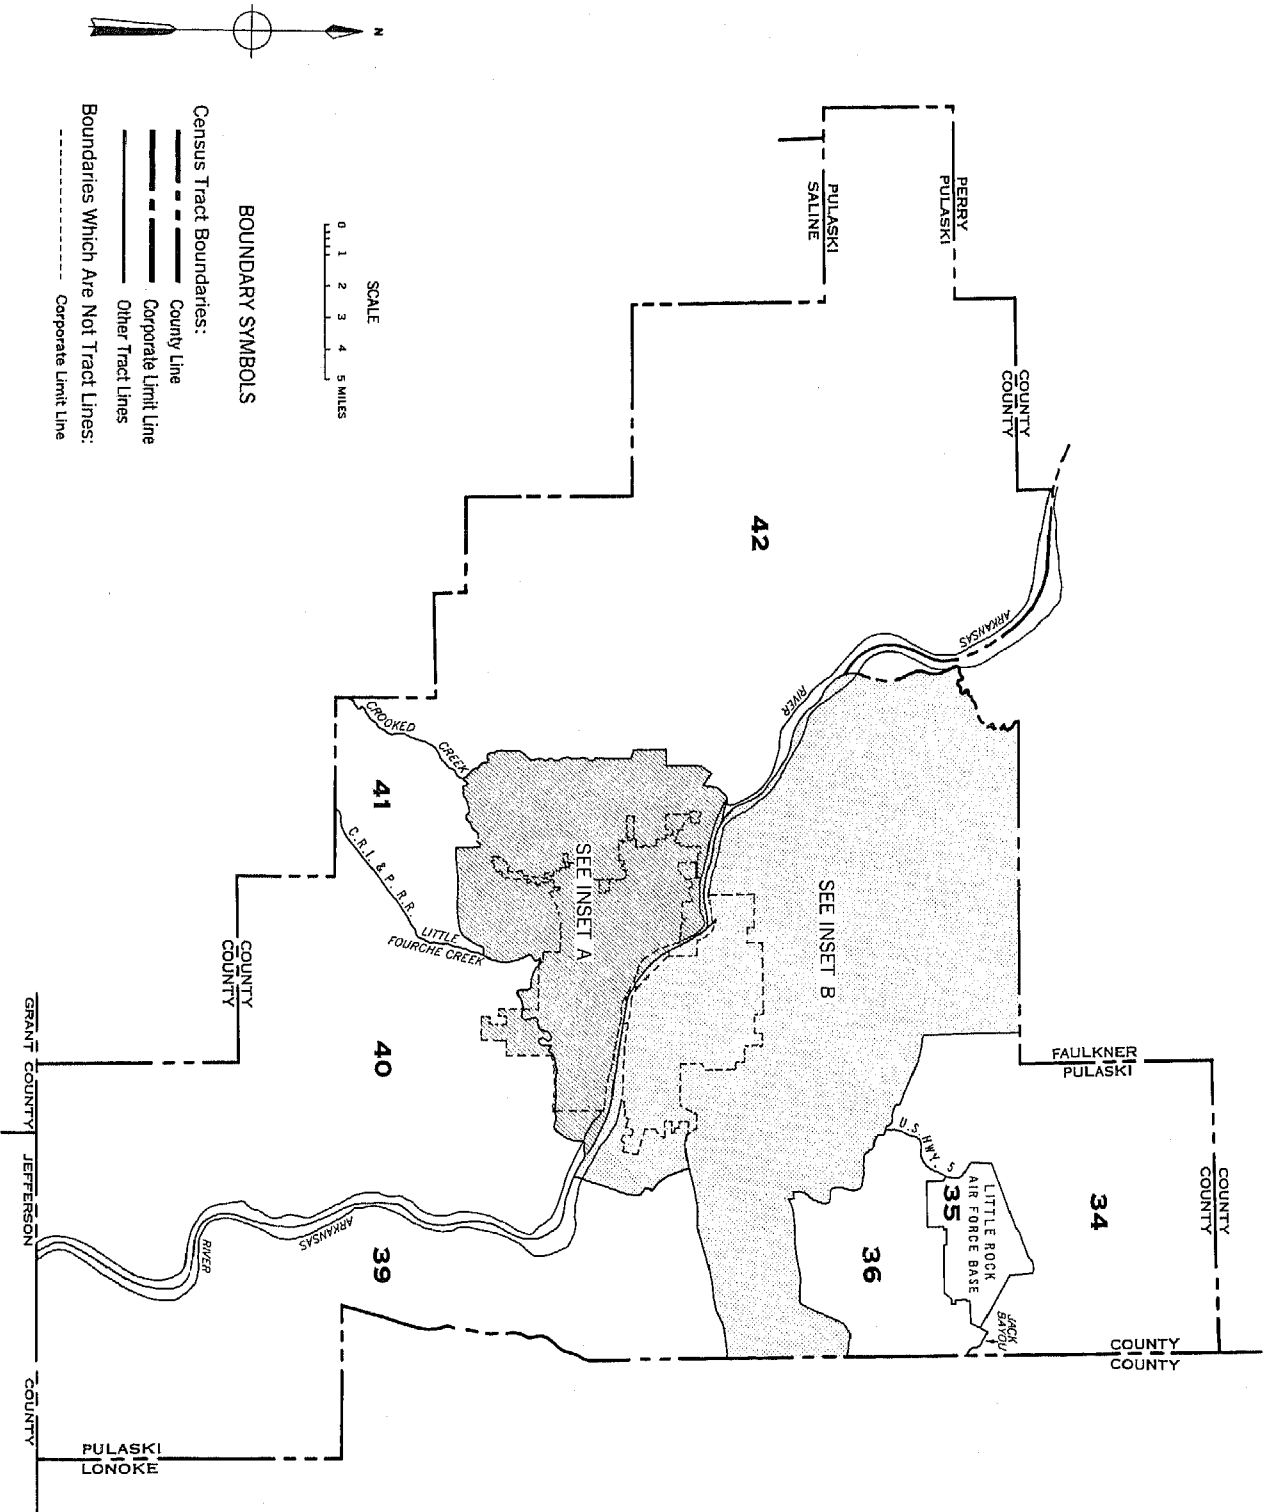 N
SCALE
0 1 2 3 4 5 MILES
BOUNDARY SYMBOLS
Census Tract Boundaries:
County Line
Corporate Limit Line
Other Tract Lines
Boundaries Which Are Not Tract Lines:
Corporate Limit Line
PERRY
PULASKI
PULASKI
SALINE
COUNTY
COUNTY
42
ARKANSAS
RIVER
CROOKED
CREEK
41
C.R.I. & P. R.R.
LITTLE
FOURCHE CREEK
SEE INSET A
SEE INSET B
COUNTY
COUNTY
GRANT COUNTY
JEFFERSON
COUNTY
40
FAULKNER
PULASKI
COUNTY
COUNTY
U.S. HWY. 5
34
LITTLE ROCK
AIR FORCE BASE
35
36
JACK
BAYOU
39
ARKANSAS
RIVER
COUNTY
COUNTY
PULASKI
LONOKE